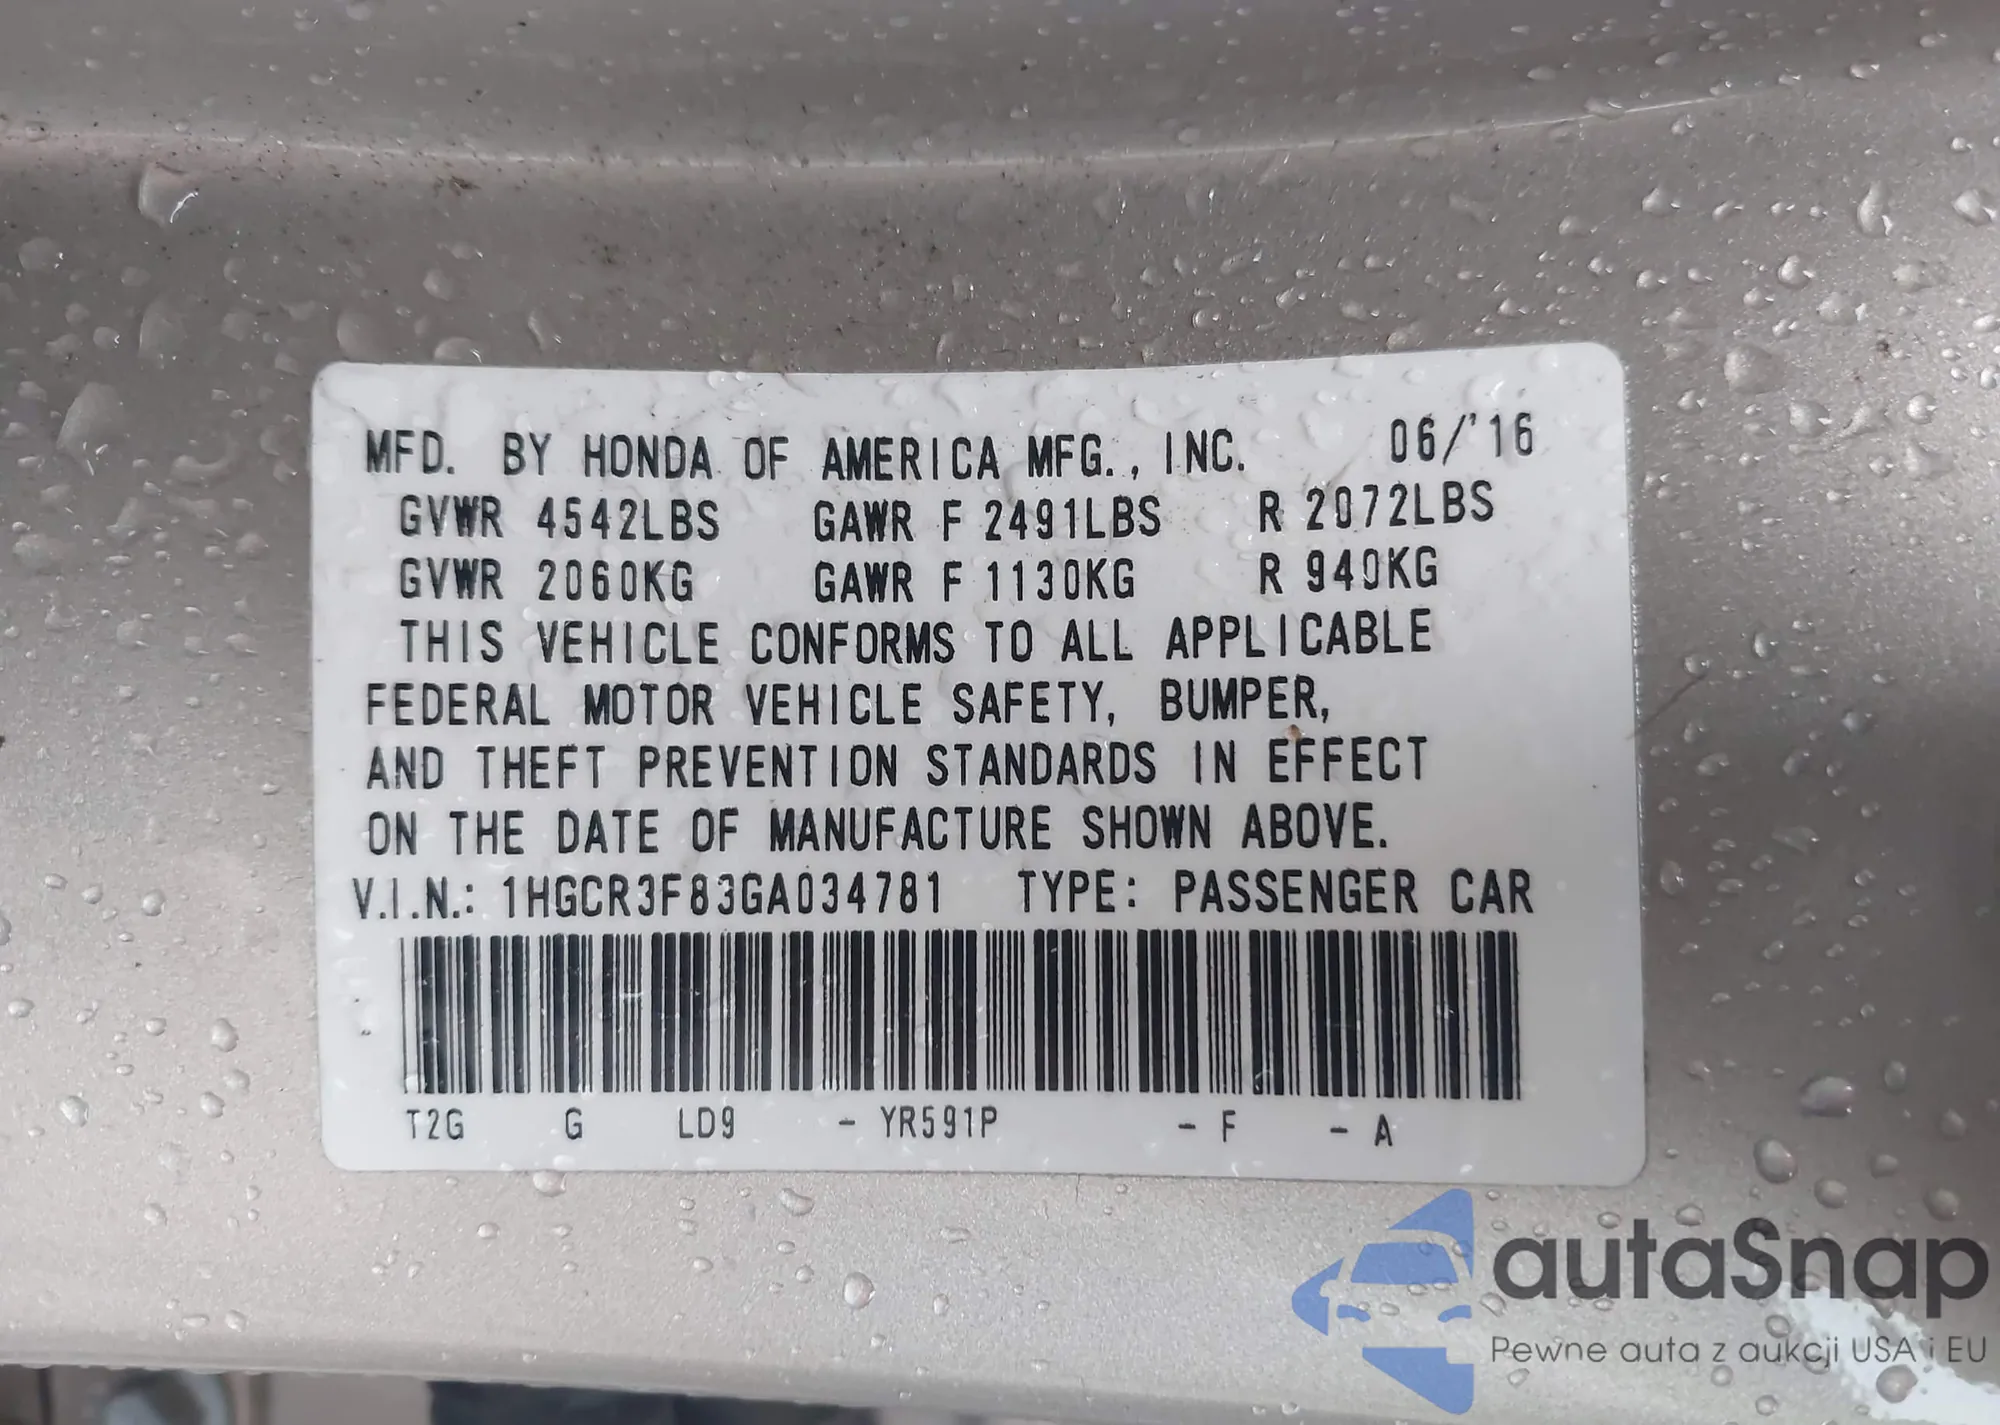 MFD. BY HONDA OF AMERICA MFG., INC. 06/'16
GVWR 4542LBS GAWR F 2491LBS R 2072LBS
GVWR 2060KG GAWR F 1130KG R 940KG
THIS VEHICLE CONFORMS TO ALL APPLICABLE
FEDERAL MOTOR VEHICLE SAFETY, BUMPER,
AND THEFT PREVENTION STANDARDS IN EFFECT
ON THE DATE OF MANUFACTURE SHOWN ABOVE.
V.I.N.: 1HGCR3F83GA034781 TYPE: PASSENGER CAR
T2G G LD9 - YR591P - F - A
autaSnap
Pewne auta z aukcji USA i EU